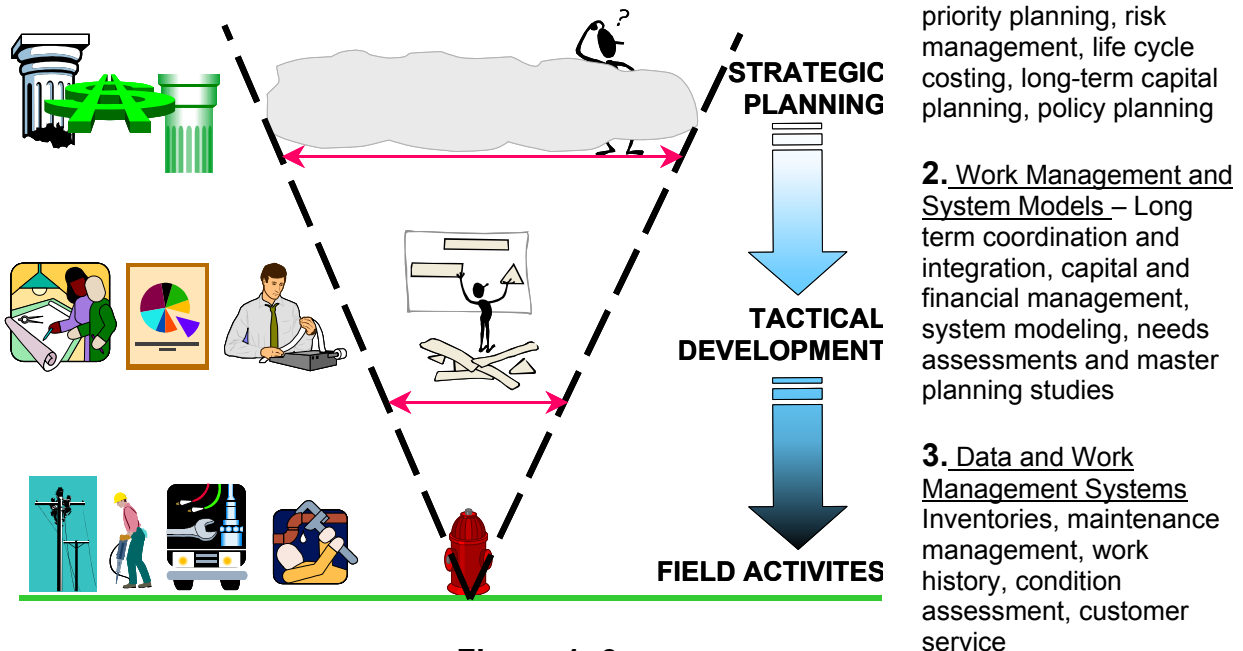 ?
STRATEGIC
PLANNING
TACTICAL
DEVELOPMENT
FIELD ACTIVITES
priority planning, risk
management, life cycle
costing, long-term capital
planning, policy planning
2. Work Management and
System Models – Long
term coordination and
integration, capital and
financial management,
system modeling, needs
assessments and master
planning studies
3. Data and Work
Management Systems
Inventories, maintenance
management, work
history, condition
assessment, customer
service